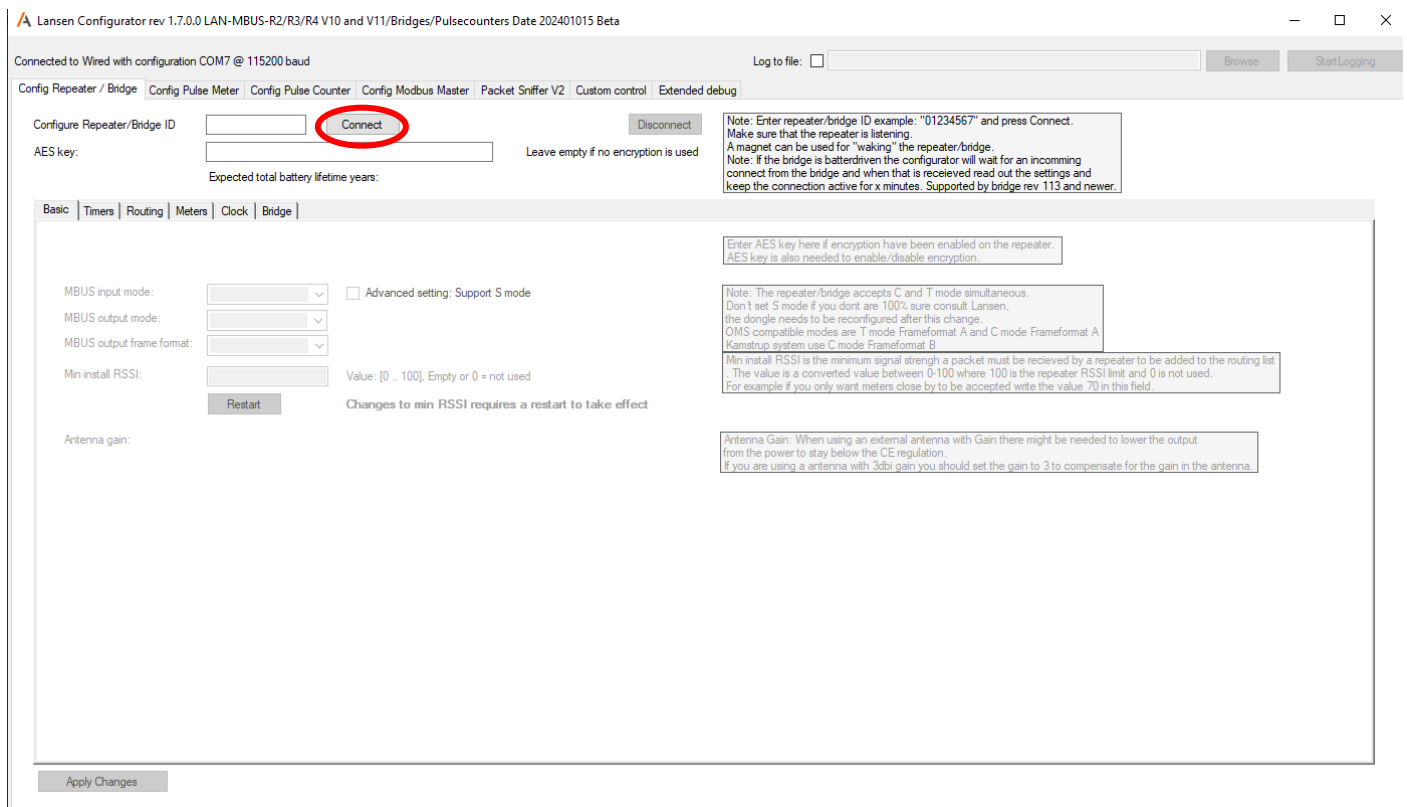 Lansen Configurator rev 1.7.0.0 LAN-MBUS-R2/R3/R4 V10 and V11/Bridges/Pulsecounters Date 202401015 Beta
Connected to Wired with configuration COM7 @ 115200 baud
Log to file:
Browse
StartLogging
Config Repeater / Bridge
Config Pulse Meter
Config Pulse Counter
Config Modbus Master
Packet Sniffer V2
Custom control
Extended debug
Configure Repeater/Bridge ID
Connect
Disconnect
AES key:
Leave empty if no encryption is used
Expected total battery lifetime years:
Note: Enter repeater/bridge ID example: "01234567" and press Connect.
Make sure that the repeater is listening.
A magnet can be used for "waking" the repeater/bridge.
Note: If the bridge is batterdriven the configurator will wait for an incomming
connect from the bridge and when that is receieved read out the settings and
keep the connection active for x minutes. Supported by bridge rev 113 and newer.
Basic
Timers
Routing
Meters
Clock
Bridge
Enter AES key here if encryption have been enabled on the repeater.
AES key is also needed to enable/disable encryption.
MBUS input mode:
Advanced setting: Support S mode
MBUS output mode:
MBUS output frame format:
Note: The repeater/bridge accepts C and T mode simultaneous.
Don't set S mode if you dont are 100% sure consult Lansen,
the dongle needs to be reconfigured after this change.
OMS compatible modes are T mode Frameformat A and C mode Frameformat A
Kamstrup system use C mode Frameformat B
Min install RSSI:
Value: [0 .. 100], Empty or 0 = not used
Min install RSSI is the minimum signal strengh a packet must be recieved by a repeater to be added to the routing list
. The value is a converted value between 0-100 where 100 is the repeater RSSI limit and 0 is not used.
For example if you only want meters close by to be accepted write the value 70 in this field.
Restart
Changes to min RSSI requires a restart to take effect
Antenna gain:
Antenna Gain: When using an external antenna with Gain there might be needed to lower the output
from the power to stay below the CE regulation.
If you are using a antenna with 3dbi gain you should set the gain to 3 to compensate for the gain in the antenna.
Apply Changes